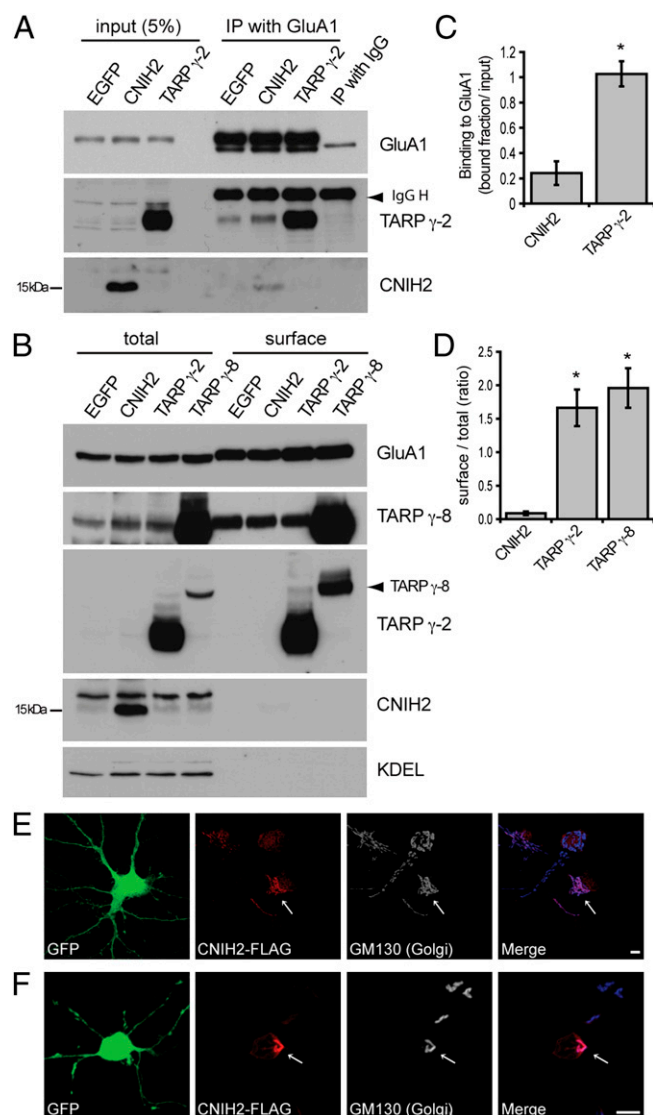 A
input (5%)
IP with GluA1
EGFP
CNIH2
TARP γ-2
EGFP
CNIH2
TARP γ-2
IP with IgG
GluA1
IgG H
TARP γ-2
15kDa
CNIH2
B
total
surface
EGFP
CNIH2
TARP γ-2
TARP γ-8
EGFP
CNIH2
TARP γ-2
TARP γ-8
GluA1
TARP γ-8
TARP γ-8
TARP γ-2
15kDa
CNIH2
KDEL
C
Binding to GluA1
(bound fraction/ input)
1.2
1
0.8
0.6
0.4
0.2
0
*
CNIH2
TARP γ-2
D
surface / total (ratio)
2.5
2.0
1.5
1.0
0.5
0.0
*
*
CNIH2
TARP γ-2
TARP γ-8
E
GFP
CNIH2-FLAG
GM130 (Golgi)
Merge
F
GFP
CNIH2-FLAG
GM130 (Golgi)
Merge